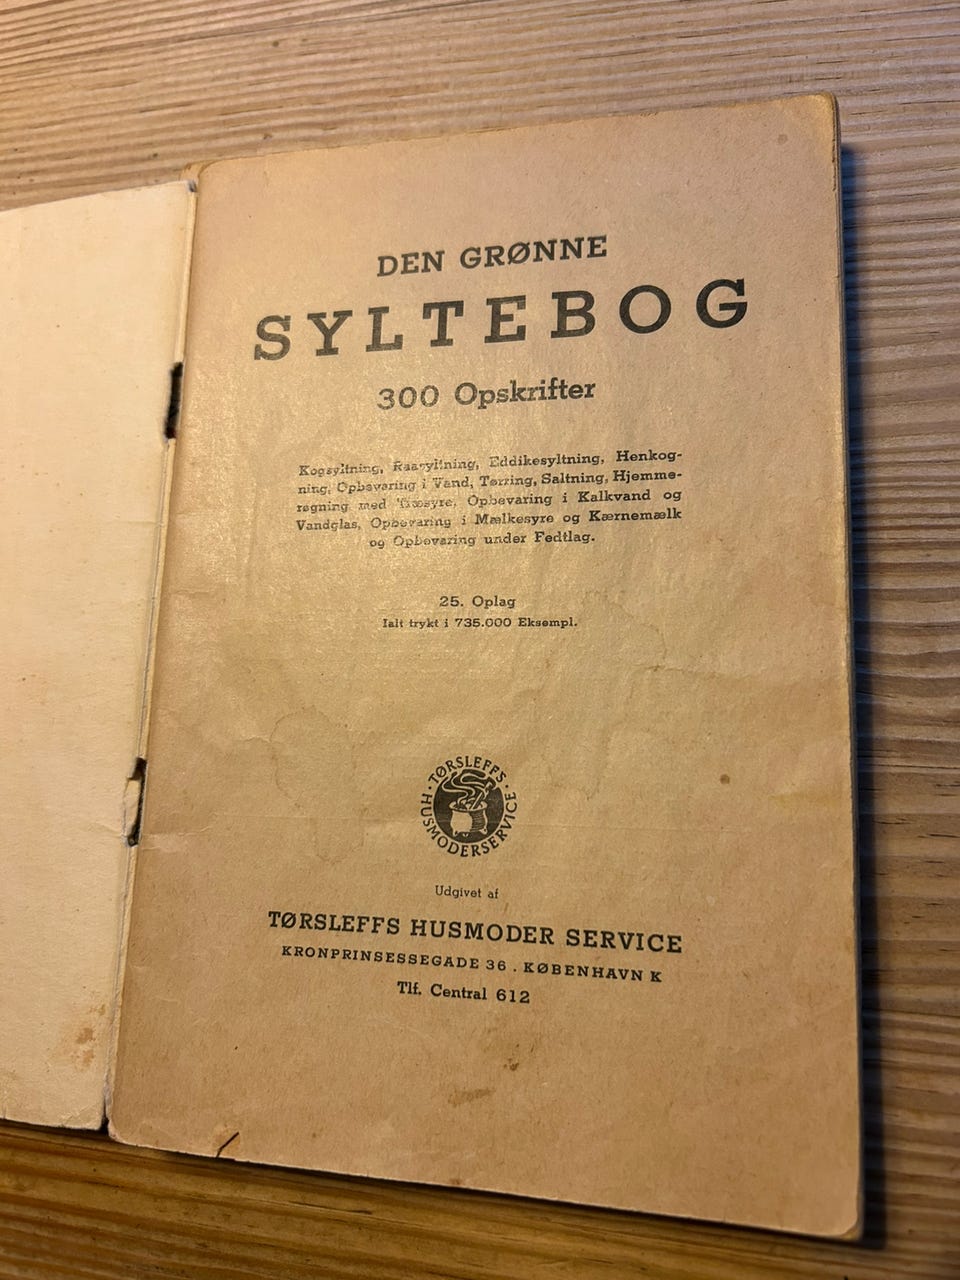 DEN GRØNNE
SYLTEBOG
300 Opskrifter
Kogsyltning, Raasyltning, Eddikesyltning, Henkog-
ning, Opbevaring i Vand, Tørring, Saltning, Hjemme-
røgning med Træsyre, Opbevaring i Kalkvand og
Vandglas, Opbevaring i Mælkesyre og Kærnemælk
og Opbevaring under Fedtlag.
25. Oplag
Ialt trykt i 735.000 Eksempl.
· TØRSLEFFS ·
HUSMODERSERVICE
Udgivet af
TØRSLEFFS HUSMODER SERVICE
KRONPRINSESSEGADE 36 . KØBENHAVN K
Tlf. Central 612